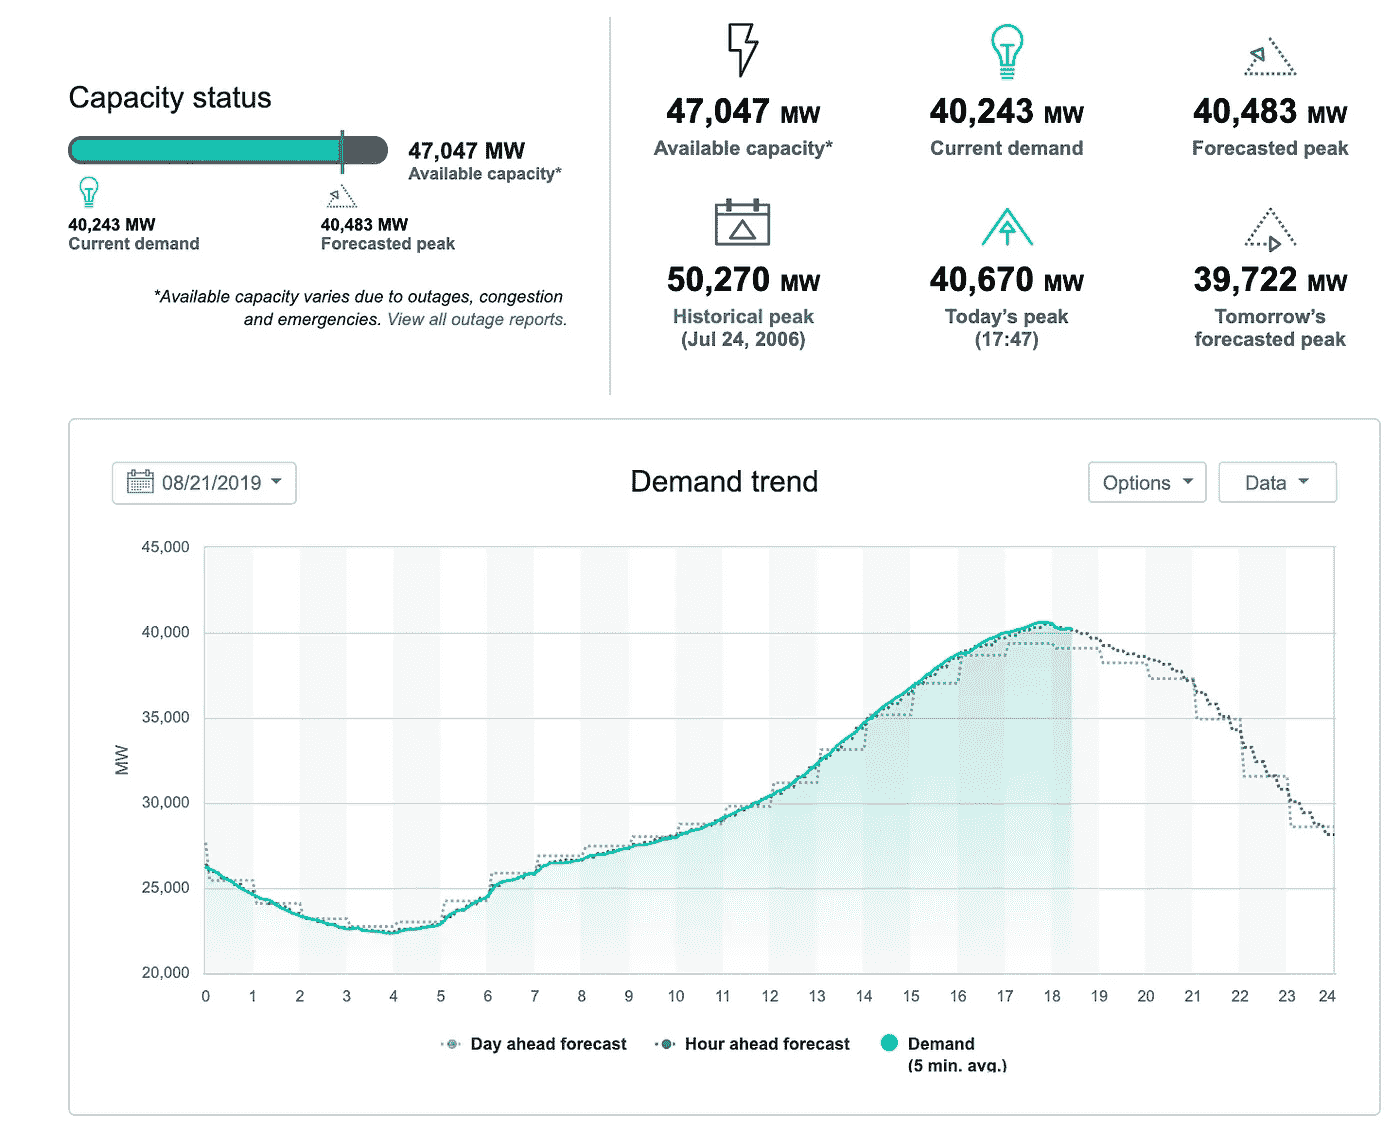 Capacity status
47,047 MW
Available capacity*
40,243 MW
Current demand
40,483 MW
Forecasted peak
*Available capacity varies due to outages, congestion
and emergencies. View all outage reports.
47,047 MW
Available capacity*
40,243 MW
Current demand
40,483 MW
Forecasted peak
50,270 MW
Historical peak
(Jul 24, 2006)
40,670 MW
Today's peak
(17:47)
39,722 MW
Tomorrow's
forecasted peak
08/21/2019
Demand trend
Options
Data
45,000
40,000
35,000
30,000
25,000
20,000
MW
0 1 2 3 4 5 6 7 8 9 10 11 12 13 14 15 16 17 18 19 20 21 22 23 24
Day ahead forecast
Hour ahead forecast
Demand
(5 min. avg.)